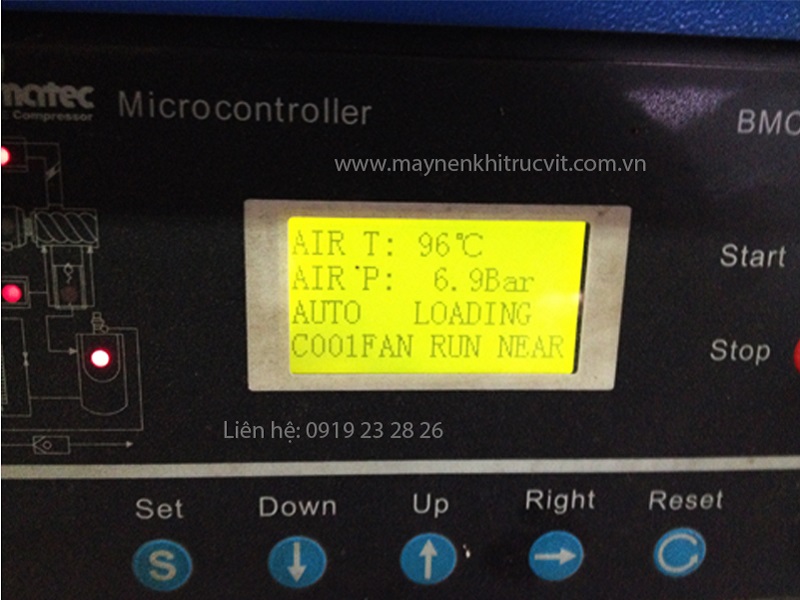 matec
Compressor
Microcontroller
BMC
www.maynenkhitrucvit.com.vn
AIR T: 96℃
AIR P: 6.9Bar
AUTO LOADING
C001FAN RUN NEAR
Start
Stop
Liên hệ: 0919 23 28 26
Set
Down
Up
Right
Reset
S